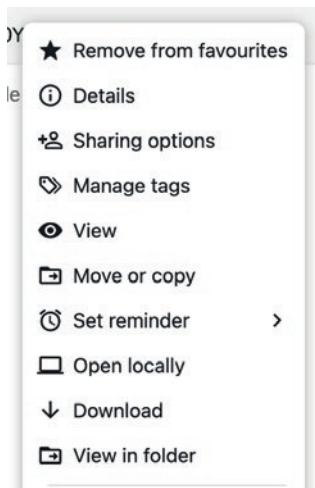 Remove from favourites
Details
Sharing options
Manage tags
View
Move or copy
Set reminder
Open locally
Download
View in folder